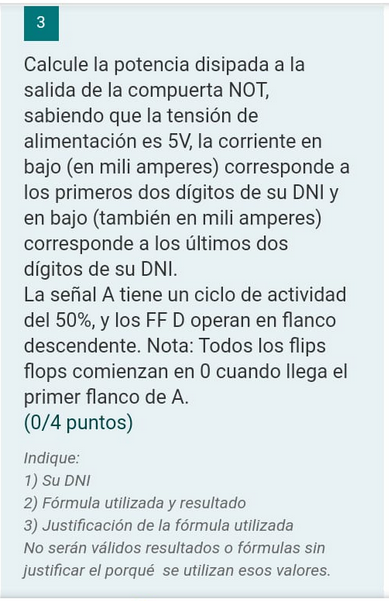 3
Calcule la potencia disipada a la
salida de la compuerta NOT,
sabiendo que la tensión de
alimentación es 5V, la corriente en
bajo (en mili amperes) corresponde a
los primeros dos dígitos de su DNI y
en bajo (también en mili amperes)
corresponde a los últimos dos
dígitos de su DNI.
La señal A tiene un ciclo de actividad
del 50%, y los FF D operan en flanco
descendente. Nota: Todos los flips
flops comienzan en 0 cuando llega el
primer flanco de A.
(0/4 puntos)
Indique:
1) Su DNI
2) Fórmula utilizada y resultado
3) Justificación de la fórmula utilizada
No serán válidos resultados o fórmulas sin
justificar el porqué se utilizan esos valores.